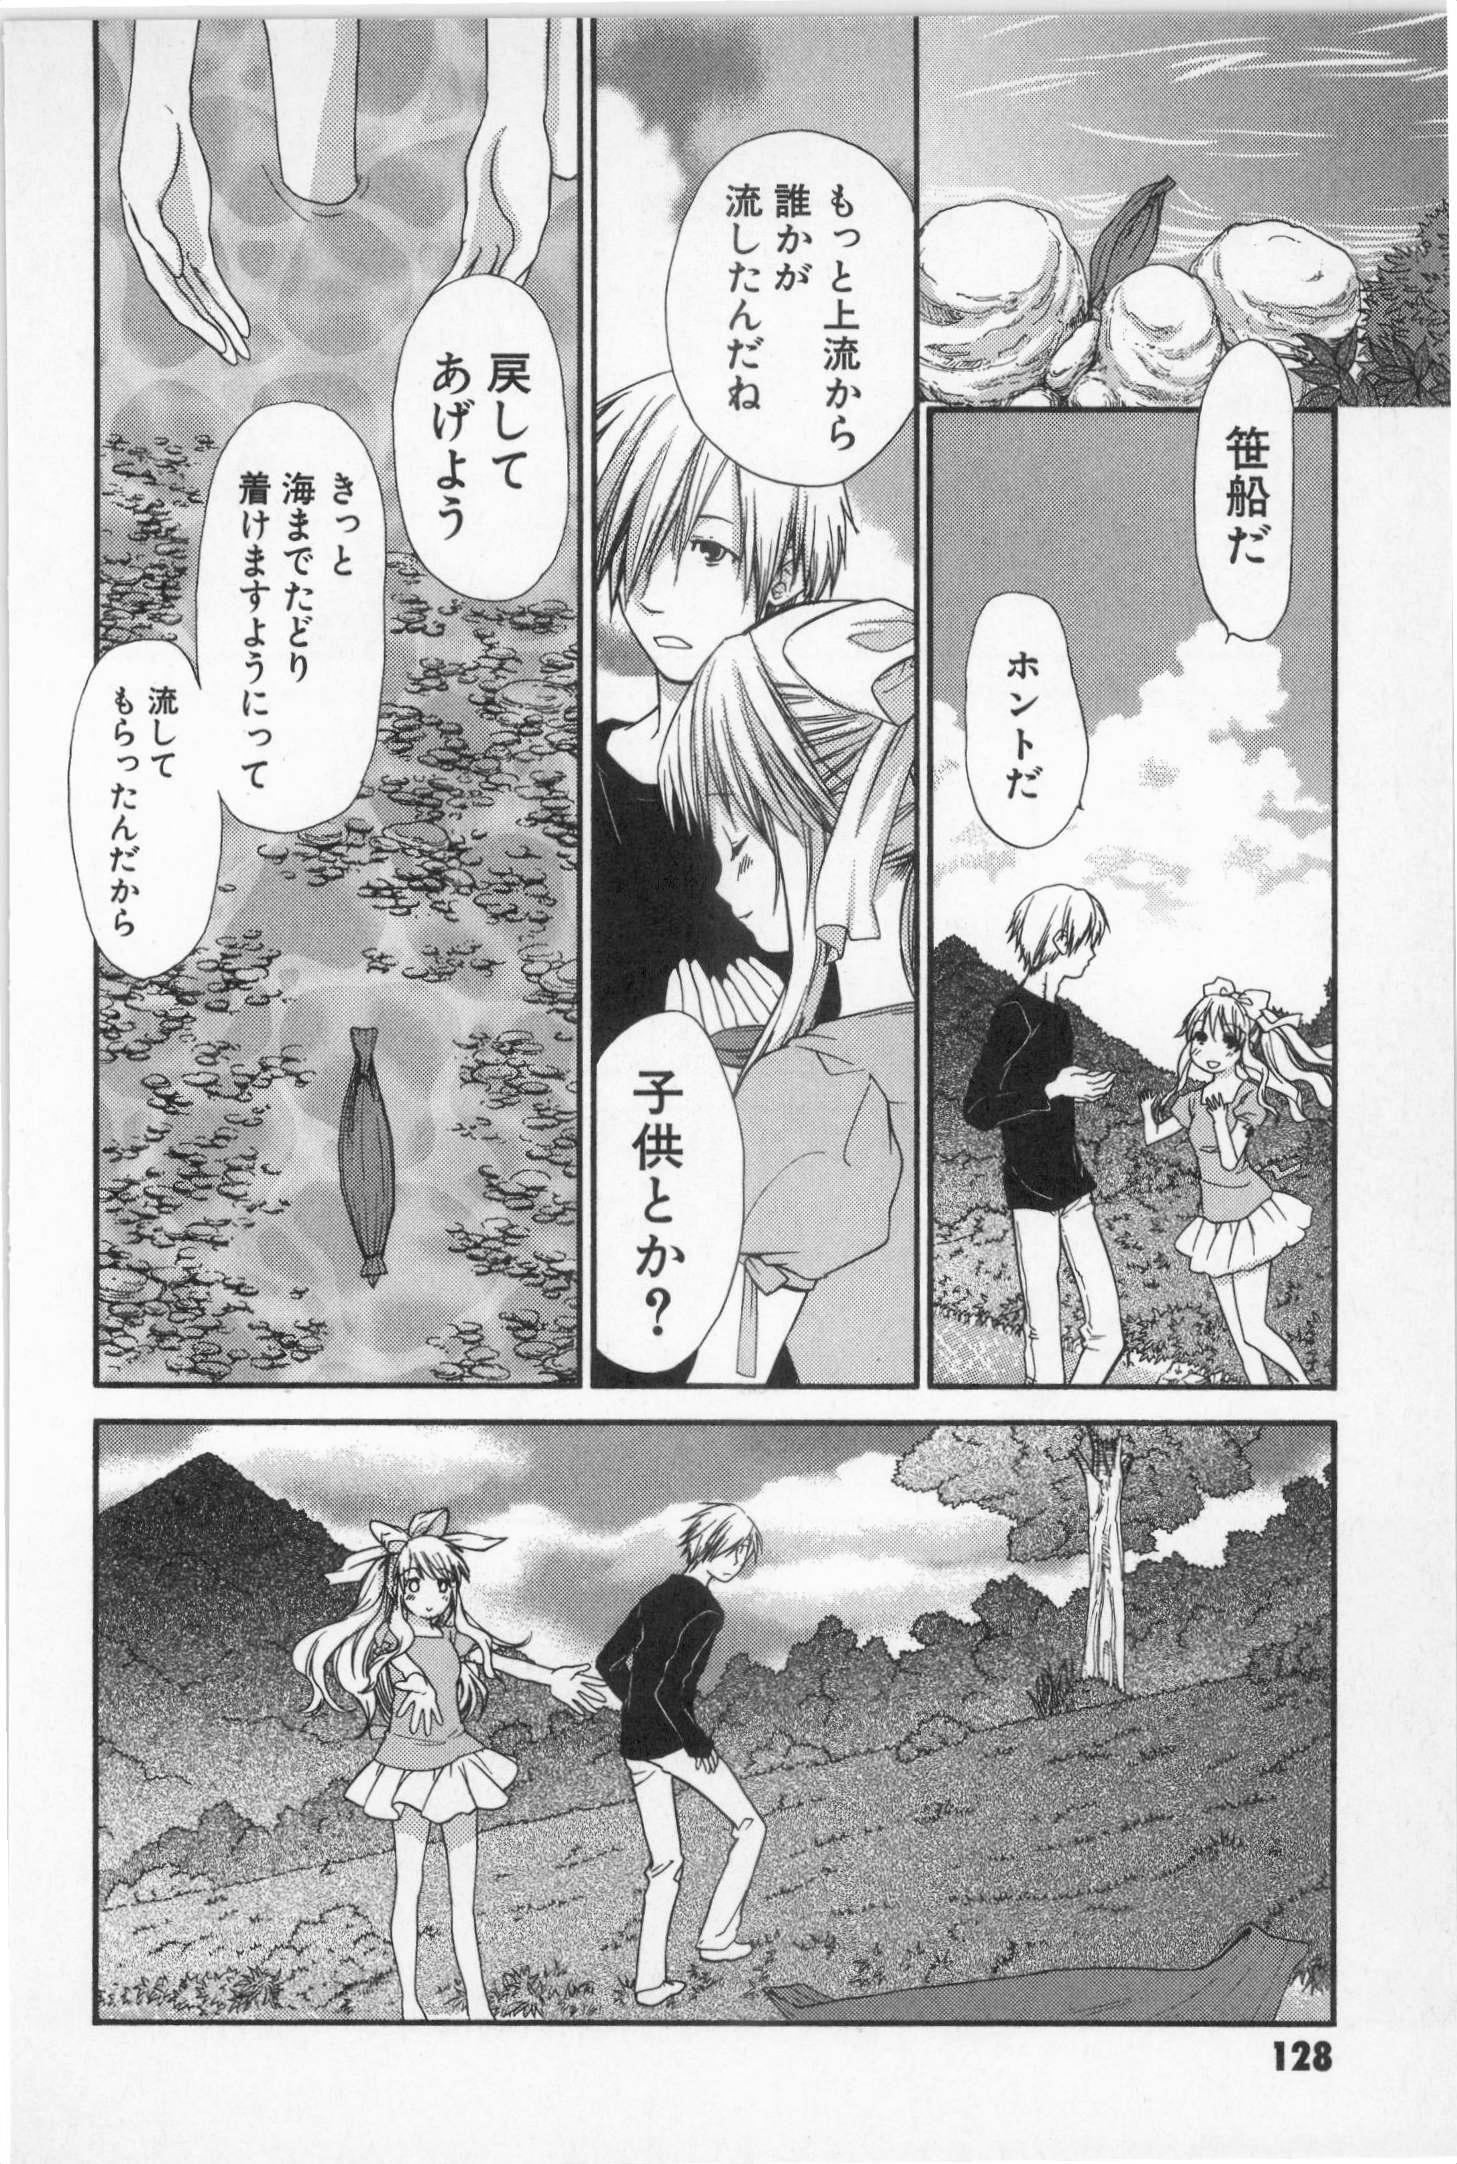 笹船だ
ホントだ
もっと上流から
誰かが
流したんだね
子供とか？
戻して
あげよう
きっと
海までたどり
着けますようにって
流して
もらったんだから
128